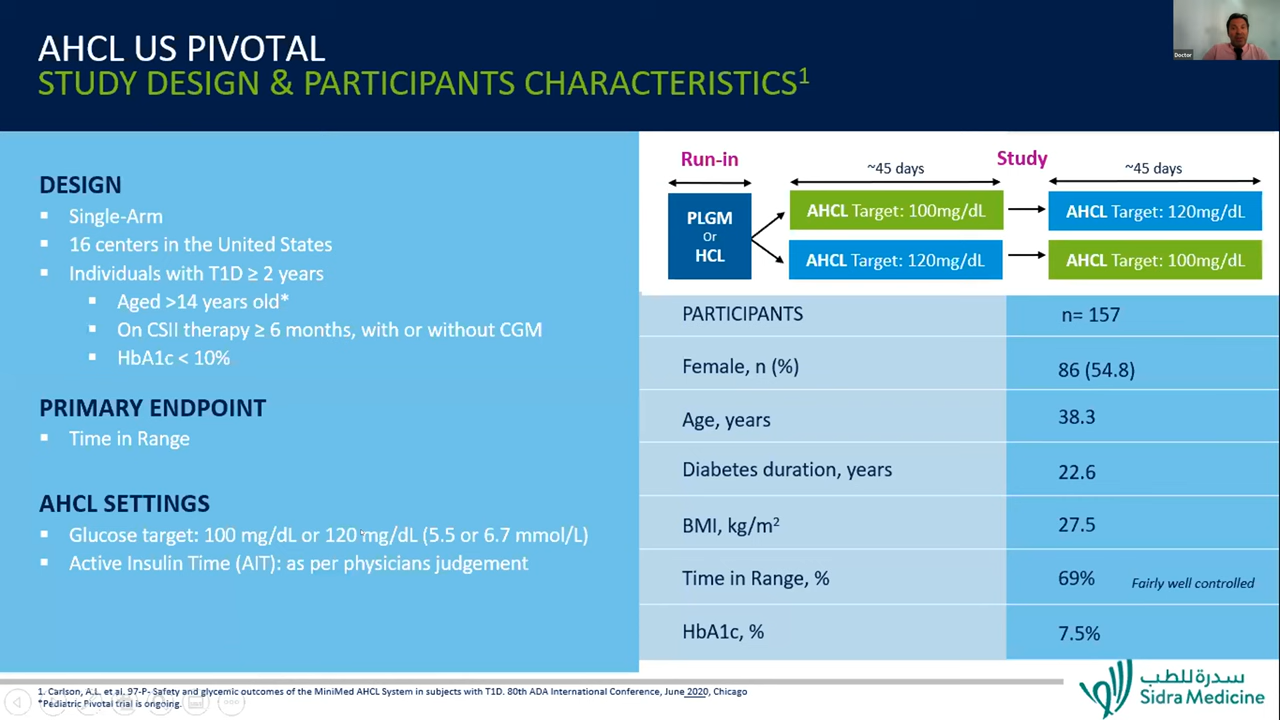 AHCL US PIVOTAL
STUDY DESIGN & PARTICIPANTS CHARACTERISTICS1
Doctor
DESIGN
Single-Arm
16 centers in the United States
Individuals with T1D ≥ 2 years
Aged >14 years old*
On CSII therapy ≥ 6 months, with or without CGM
HbA1c < 10%
PRIMARY ENDPOINT
Time in Range
AHCL SETTINGS
Glucose target: 100 mg/dL or 120 mg/dL (5.5 or 6.7 mmol/L)
Active Insulin Time (AIT): as per physicians judgement
Run-in
Study
~45 days
~45 days
PLGM
Or
HCL
AHCL Target: 100mg/dL
AHCL Target: 120mg/dL
AHCL Target: 120mg/dL
AHCL Target: 100mg/dL
PARTICIPANTS n= 157
Female, n (%) 86 (54.8)
Age, years 38.3
Diabetes duration, years 22.6
BMI, kg/m2 27.5
Time in Range, % 69% Fairly well controlled
HbA1c, % 7.5%
1. Carlson, A.L. et al. 97-P- Safety and glycemic outcomes of the MiniMed AHCL System in subjects with T1D. 80th ADA International Conference, June 2020, Chicago
*Pediatric Pivotal trial is ongoing.
سدرة للطب
Sidra Medicine